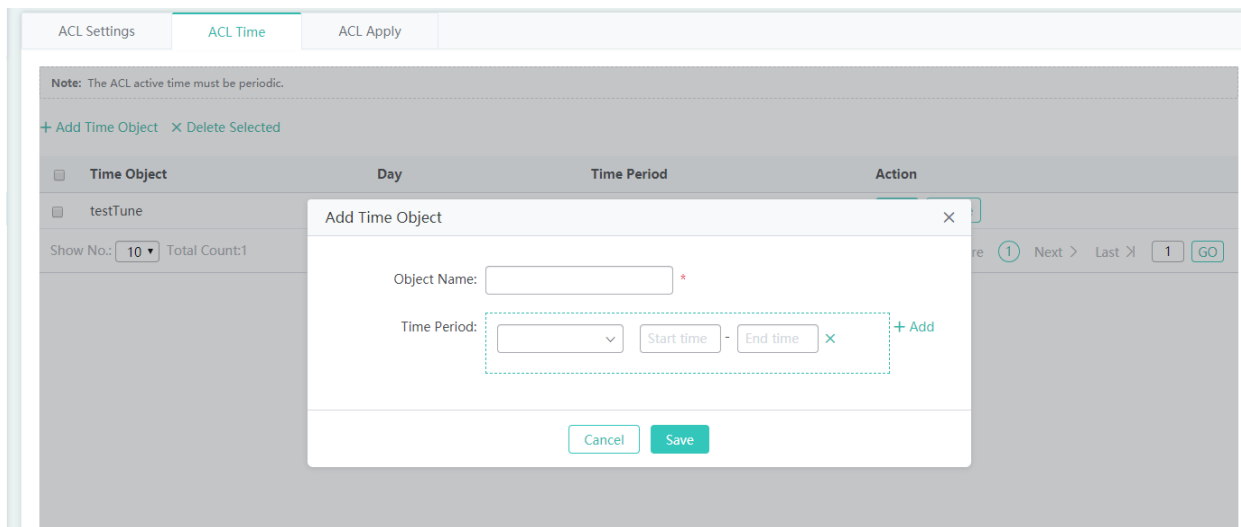 ACL Settings ACL Time ACL Apply
Note: The ACL active time must be periodic.
+ Add Time Object × Delete Selected
Time Object Day Time Period Action
testTune
Add Time Object ×
Show No.: 10 Total Count:1
re 1 Next > Last >| 1 GO
Object Name: *
Time Period: Start time - End time × + Add
Cancel Save